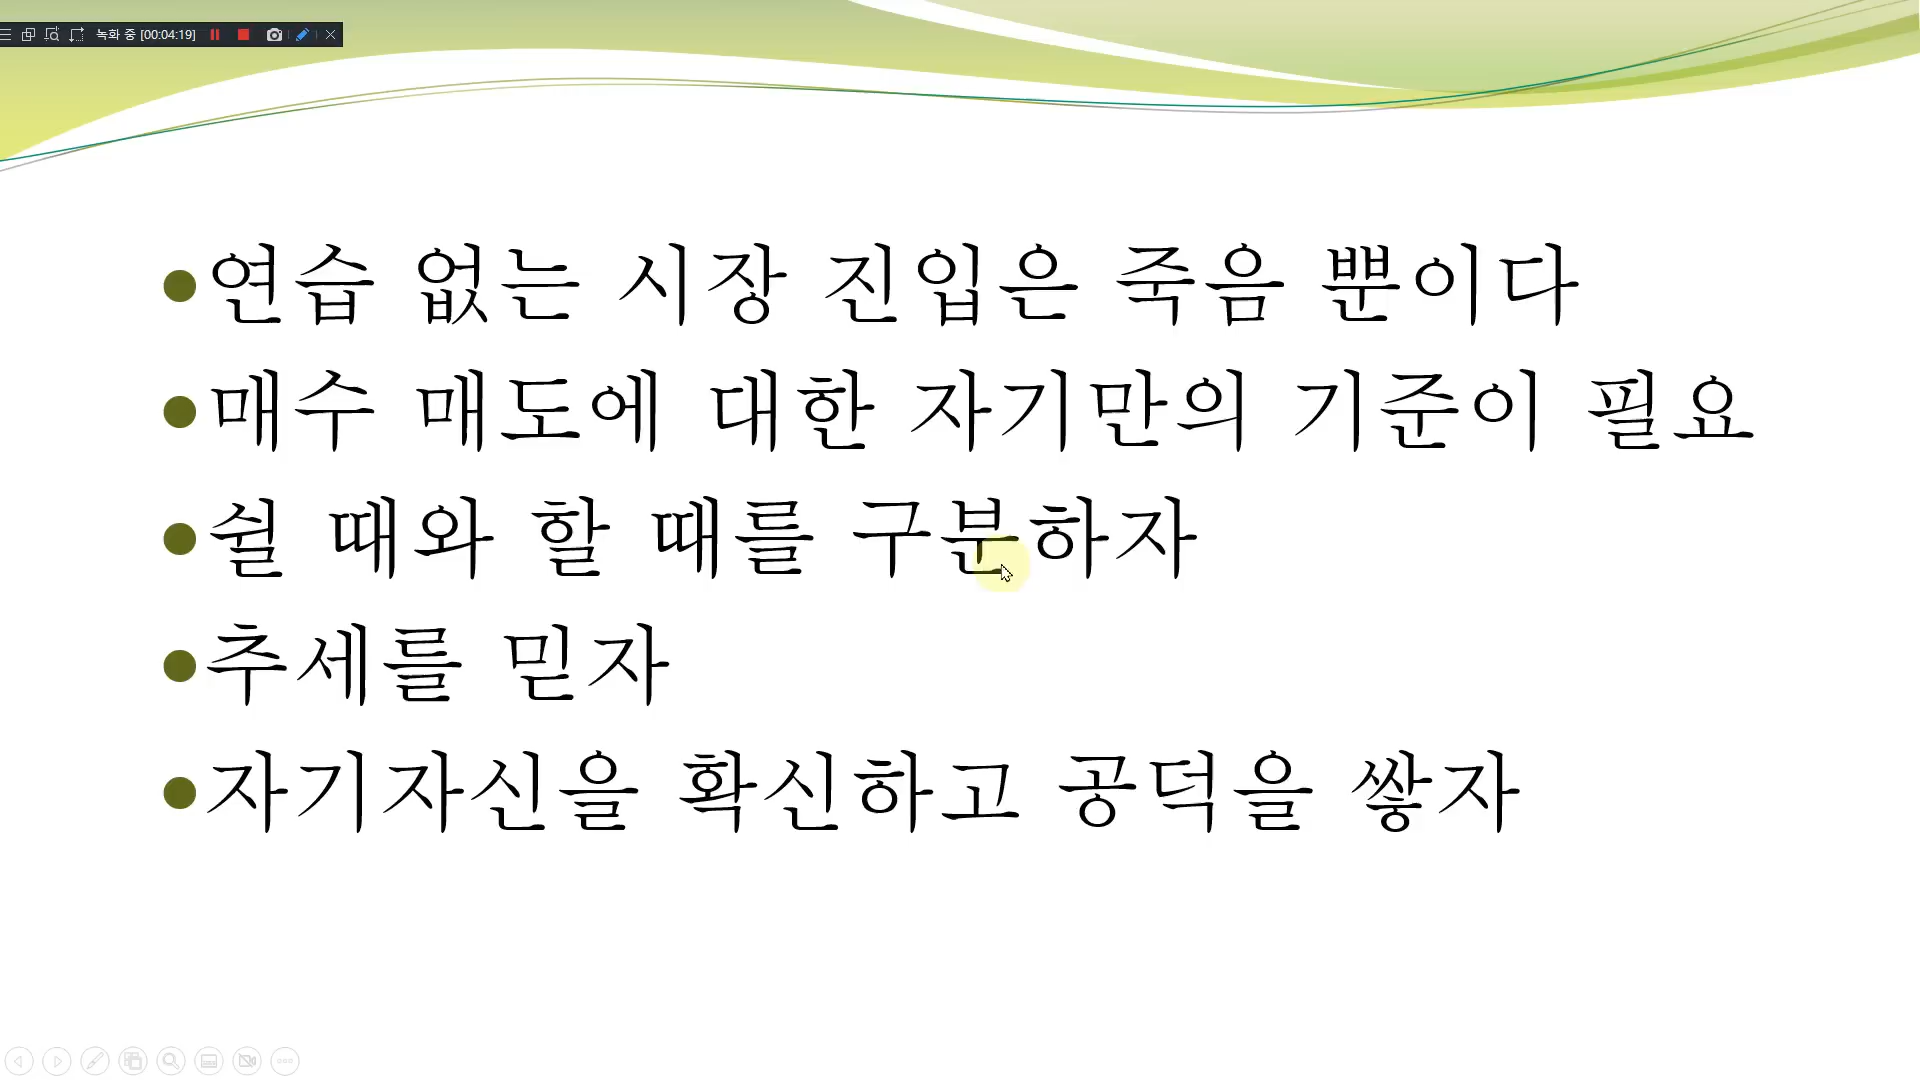 녹화 중 [00:04:19]
연습 없는 시장 진입은 죽음 뿐이다
매수 매도에 대한 자기만의 기준이 필요
쉴 때와 할 때를 구분하자
추세를 믿자
자기자신을 확신하고 공덕을 쌓자